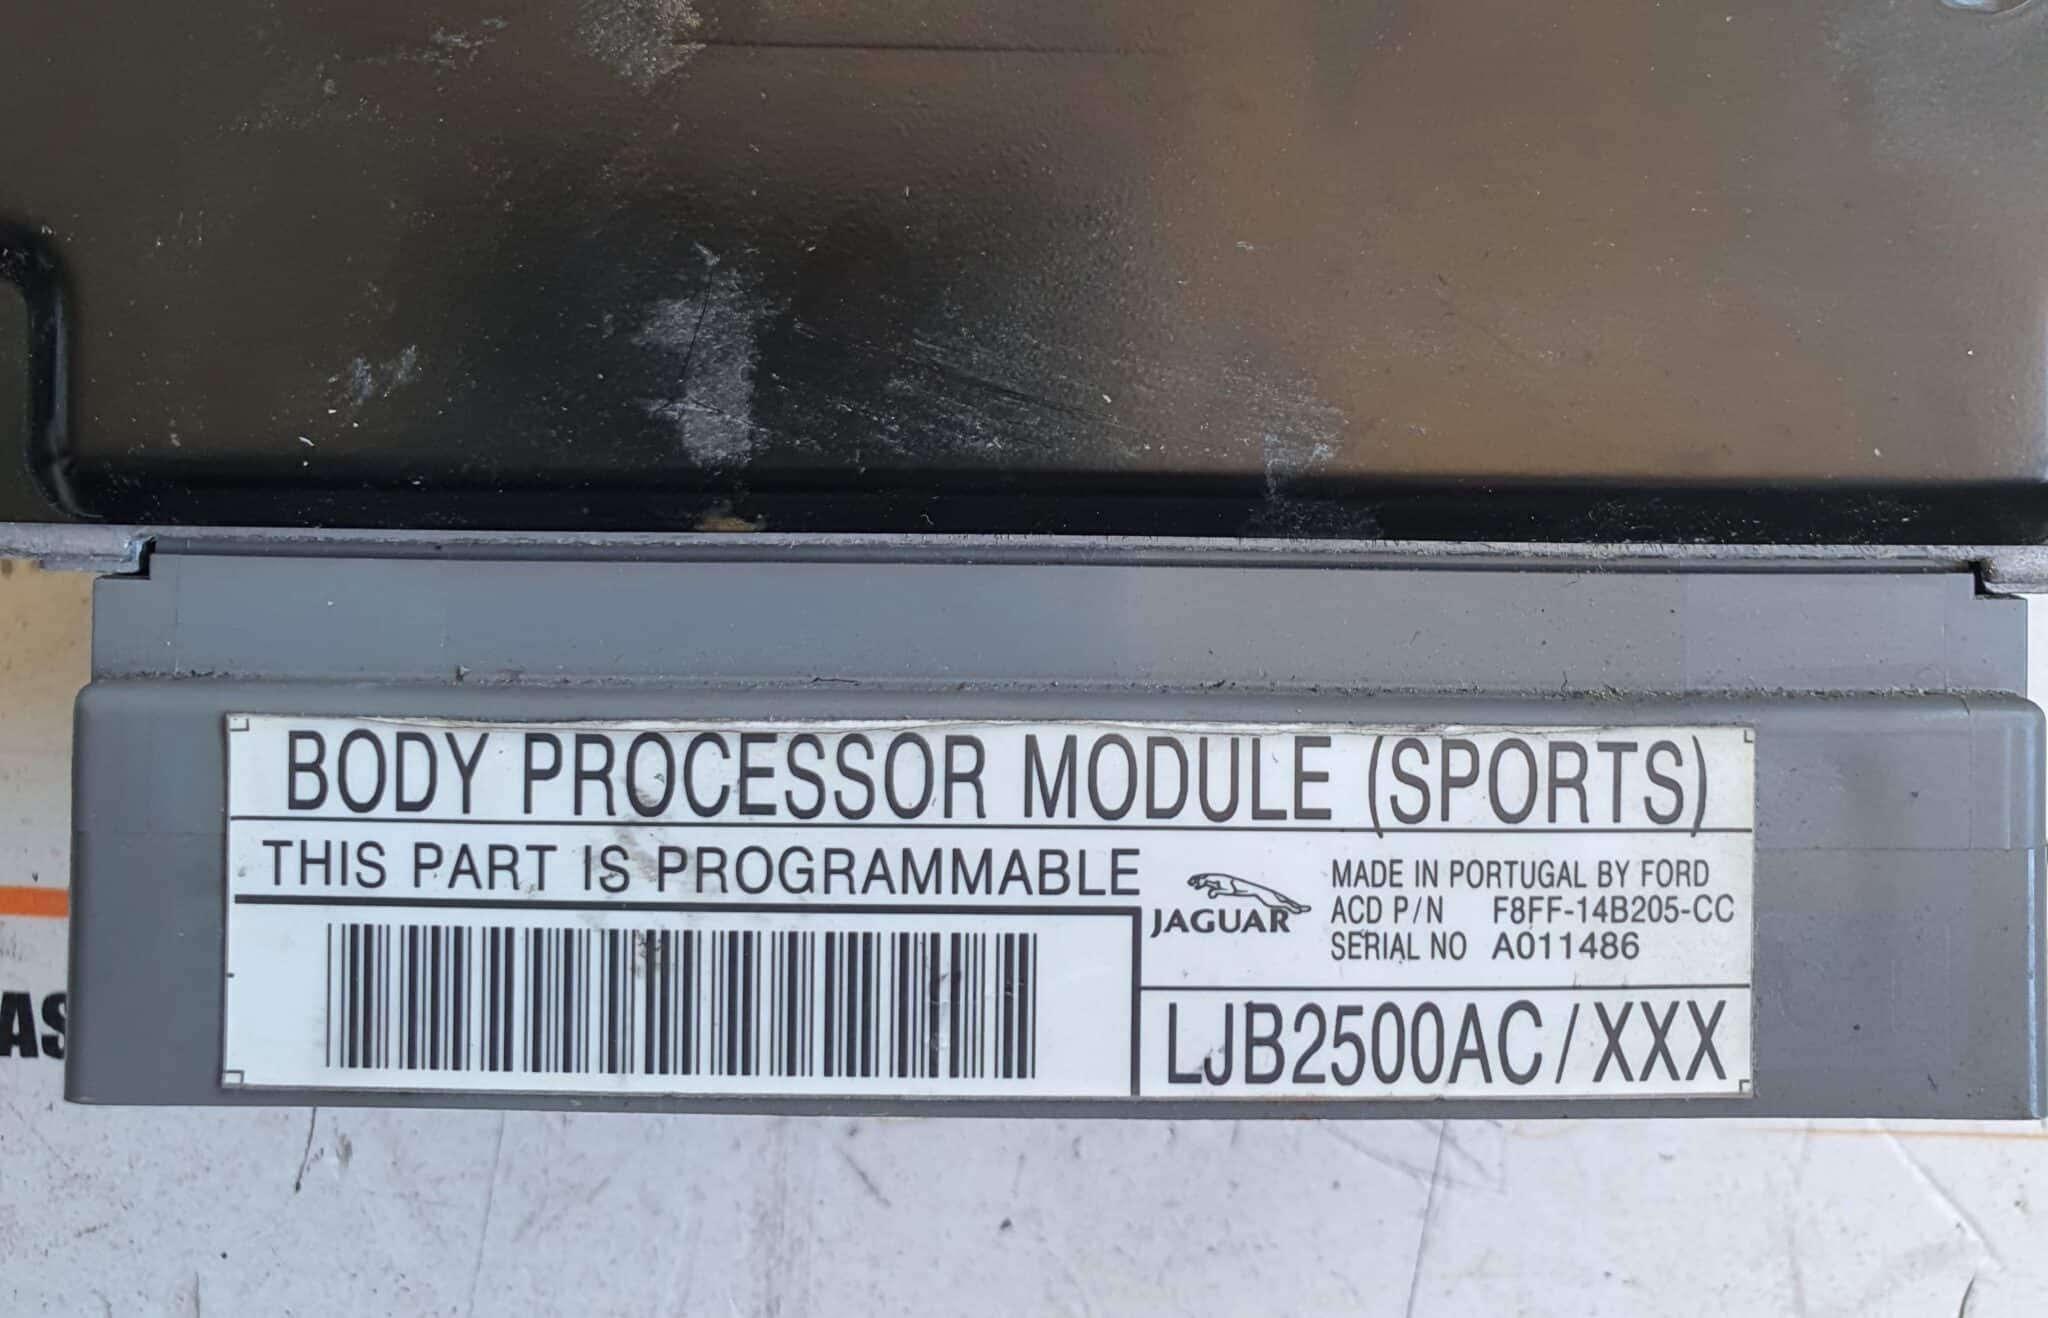 BODY PROCESSOR MODULE (SPORTS)
THIS PART IS PROGRAMMABLE
JAGUAR
MADE IN PORTUGAL BY FORD
ACD P/N F8FF-14B205-CC
SERIAL NO A011486
LJB2500AC/XXX